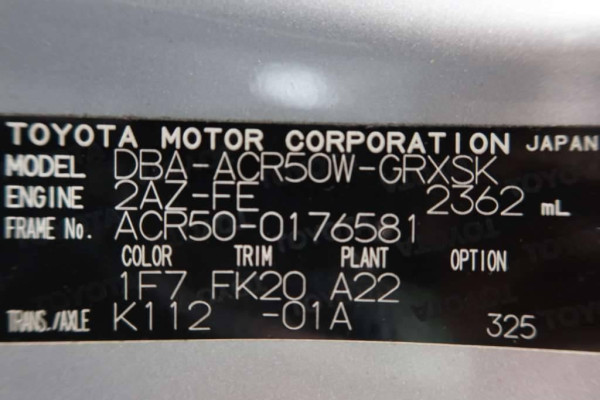 TOYOTA MOTOR CORPORATION JAPAN
MODEL DBA-ACR50W-GRXSK
ENGINE 2AZ-FE 2362 mL
FRAME No. ACR50-0176581
COLOR TRIM PLANT OPTION
1F7 FK20 A22
TRANS./AXLE K112 -01A 325